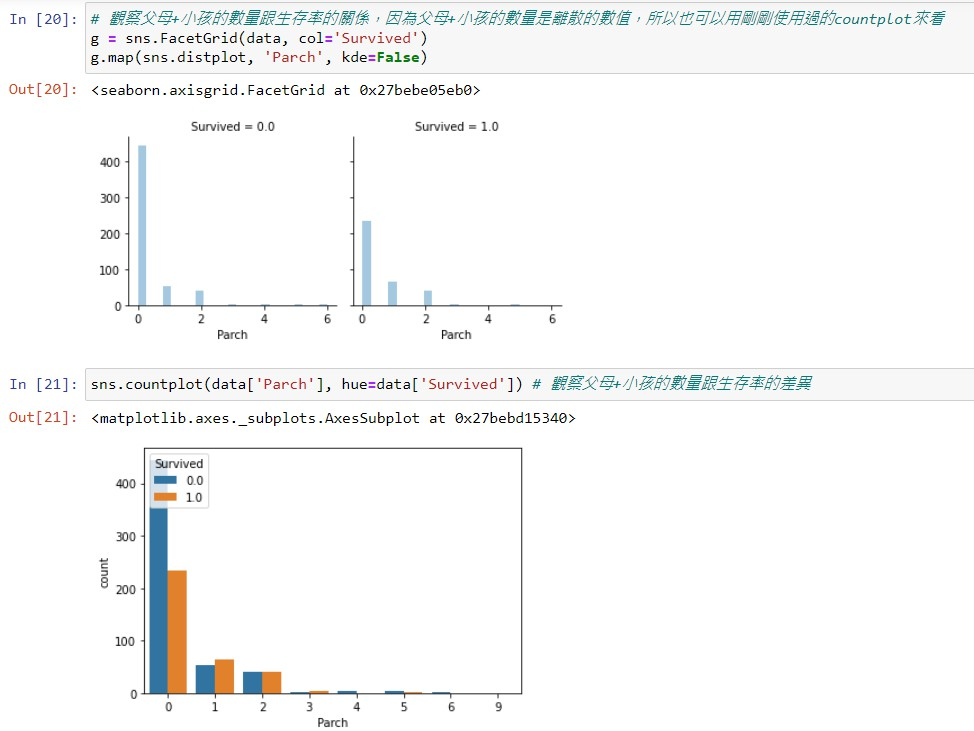 In [20]: # 觀察父母+小孩的數量跟生存率的關係，因為父母+小孩的數量是離散的數值，所以也可以用剛剛使用過的countplot來看
g = sns.FacetGrid(data, col='Survived')
g.map(sns.distplot, 'Parch', kde=False)
Out[20]: <seaborn.axisgrid.FacetGrid at 0x27bebe05eb0>
Survived = 0.0 Survived = 1.0
400
300
200
100
0
0 2 4 6 0 2 4 6
Parch Parch
In [21]: sns.countplot(data['Parch'], hue=data['Survived']) # 觀察父母+小孩的數量跟生存率的差異
Out[21]: <matplotlib.axes._subplots.AxesSubplot at 0x27bebd15340>
Survived
0.0
1.0
400
300
200
100
0
count
0 1 2 3 4 5 6 9
Parch